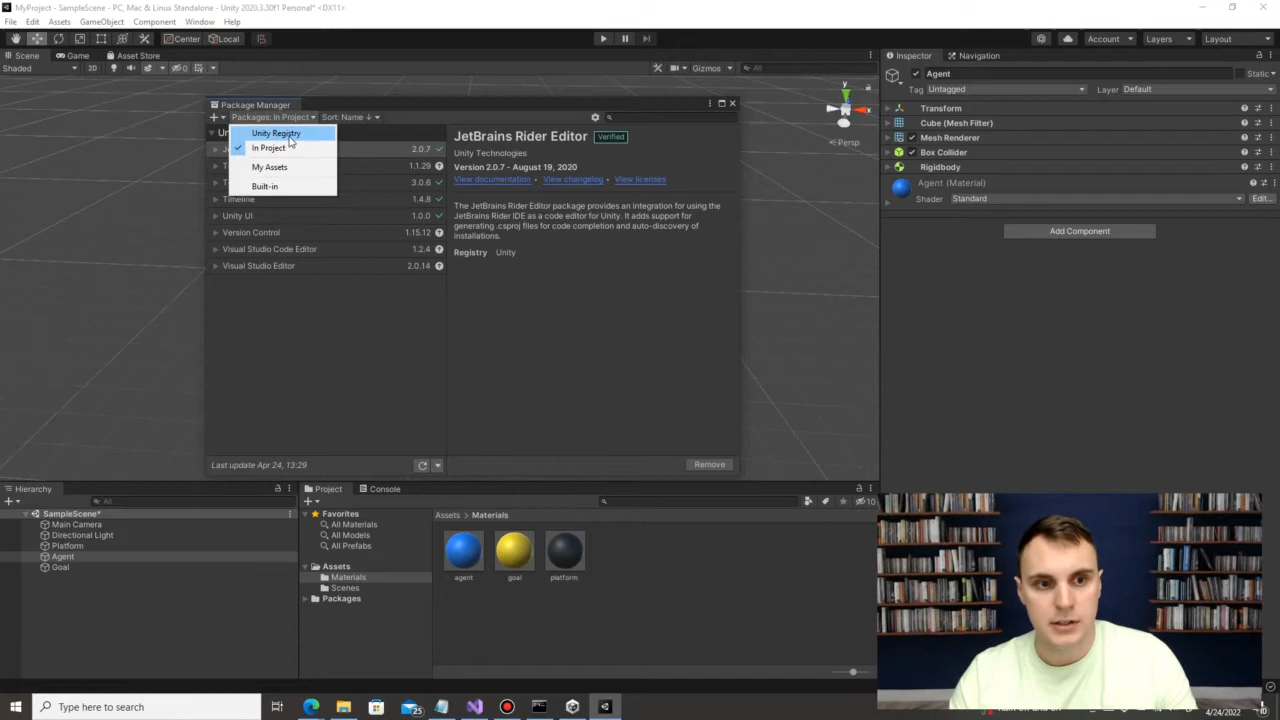 MyProject - SampleScene - PC, Mac & Linux Standalone - Unity 2020.3.30f1 Personal* <DX11>
File Edit Assets GameObject Component Window Help
Center Local Account Layers Layout
Scene Game Asset Store
Shaded 2D 0 Gizmos All
Package Manager
Packages: In Project Sort: Name ↓
Unity Registry
In Project
My Assets
Built-in
2.0.7
1.1.29
3.0.6
Timeline 1.4.8
Unity UI 1.0.0
Version Control 1.15.12
Visual Studio Code Editor 1.2.4
Visual Studio Editor 2.0.14
Last update Apr 24, 13:29
JetBrains Rider Editor Verified
Unity Technologies
Version 2.0.7 - August 19, 2020
View documentation • View changelog • View licenses
The JetBrains Rider Editor package provides an integration for using the
JetBrains Rider IDE as a code editor for Unity. It adds support for
generating .csproj files for code completion and auto-discovery of
installations.
Registry Unity
Remove
y
x
Persp
Inspector Navigation
Agent Static
Tag Untagged Layer Default
Transform
Cube (Mesh Filter)
Mesh Renderer
Box Collider
Rigidbody
Agent (Material)
Shader Standard Edit...
Add Component
Hierarchy
All
SampleScene*
Main Camera
Directional Light
Platform
Agent
Goal
Project Console
10
Favorites
All Materials
All Models
All Prefabs
Assets
Materials
Scenes
Packages
Assets > Materials
agent goal platform
Type here to search
25
4/24/2022